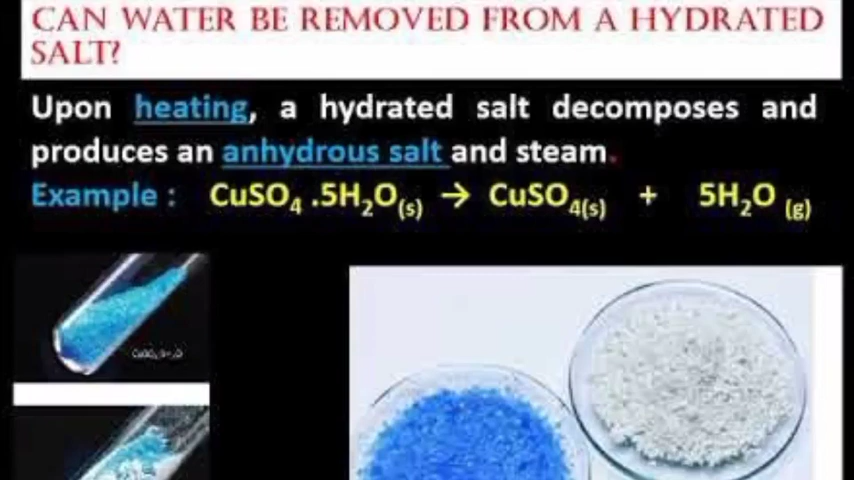 CAN WATER BE REMOVED FROM A HYDRATED
SALT?
Upon heating, a hydrated salt decomposes and
produces an anhydrous salt and steam.
Example : CuSO₄ .5H₂O₍s₎ → CuSO₄₍s₎ + 5H₂O ₍g₎